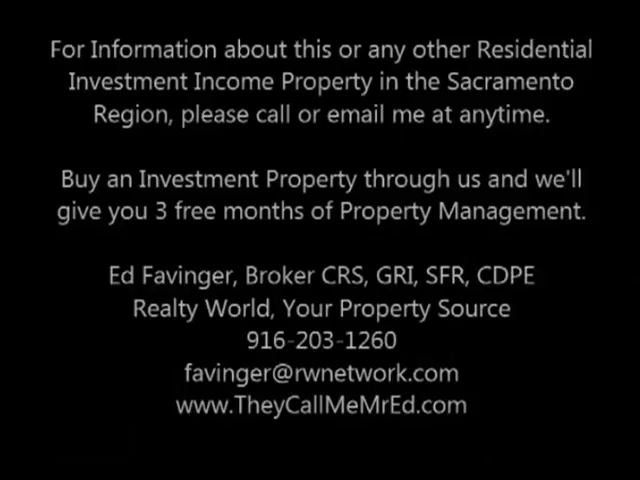 For Information about this or any other Residential
Investment Income Property in the Sacramento
Region, please call or email me at anytime.
Buy an Investment Property through us and we'll
give you 3 free months of Property Management.
Ed Favinger, Broker CRS, GRI, SFR, CDPE
Realty World, Your Property Source
916-203-1260
favinger@rwnetwork.com
www.TheyCallMeMrEd.com